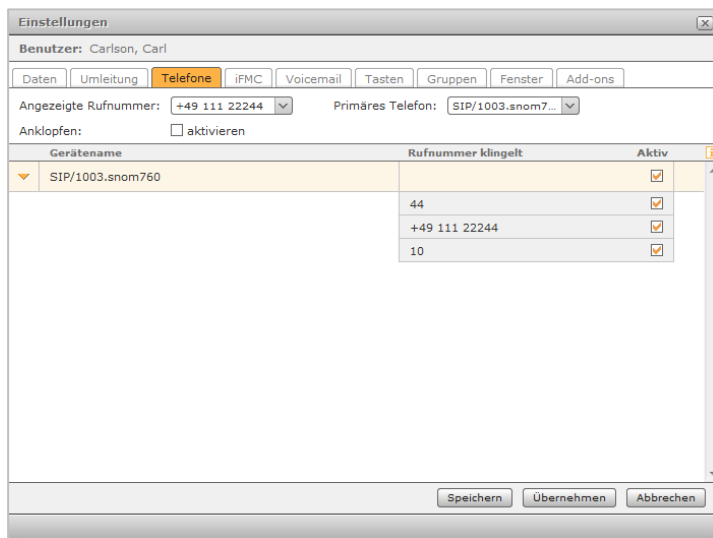 Einstellungen
Benutzer: Carlson, Carl
Daten Umleitung Telefone iFMC Voicemail Tasten Gruppen Fenster Add-ons
Angezeigte Rufnummer: +49 111 22244 Primäres Telefon: SIP/1003.snom7...
Anklopfen: aktivieren
Gerätename Rufnummer klingelt Aktiv
SIP/1003.snom760
44
+49 111 22244
10
Speichern Übernehmen Abbrechen